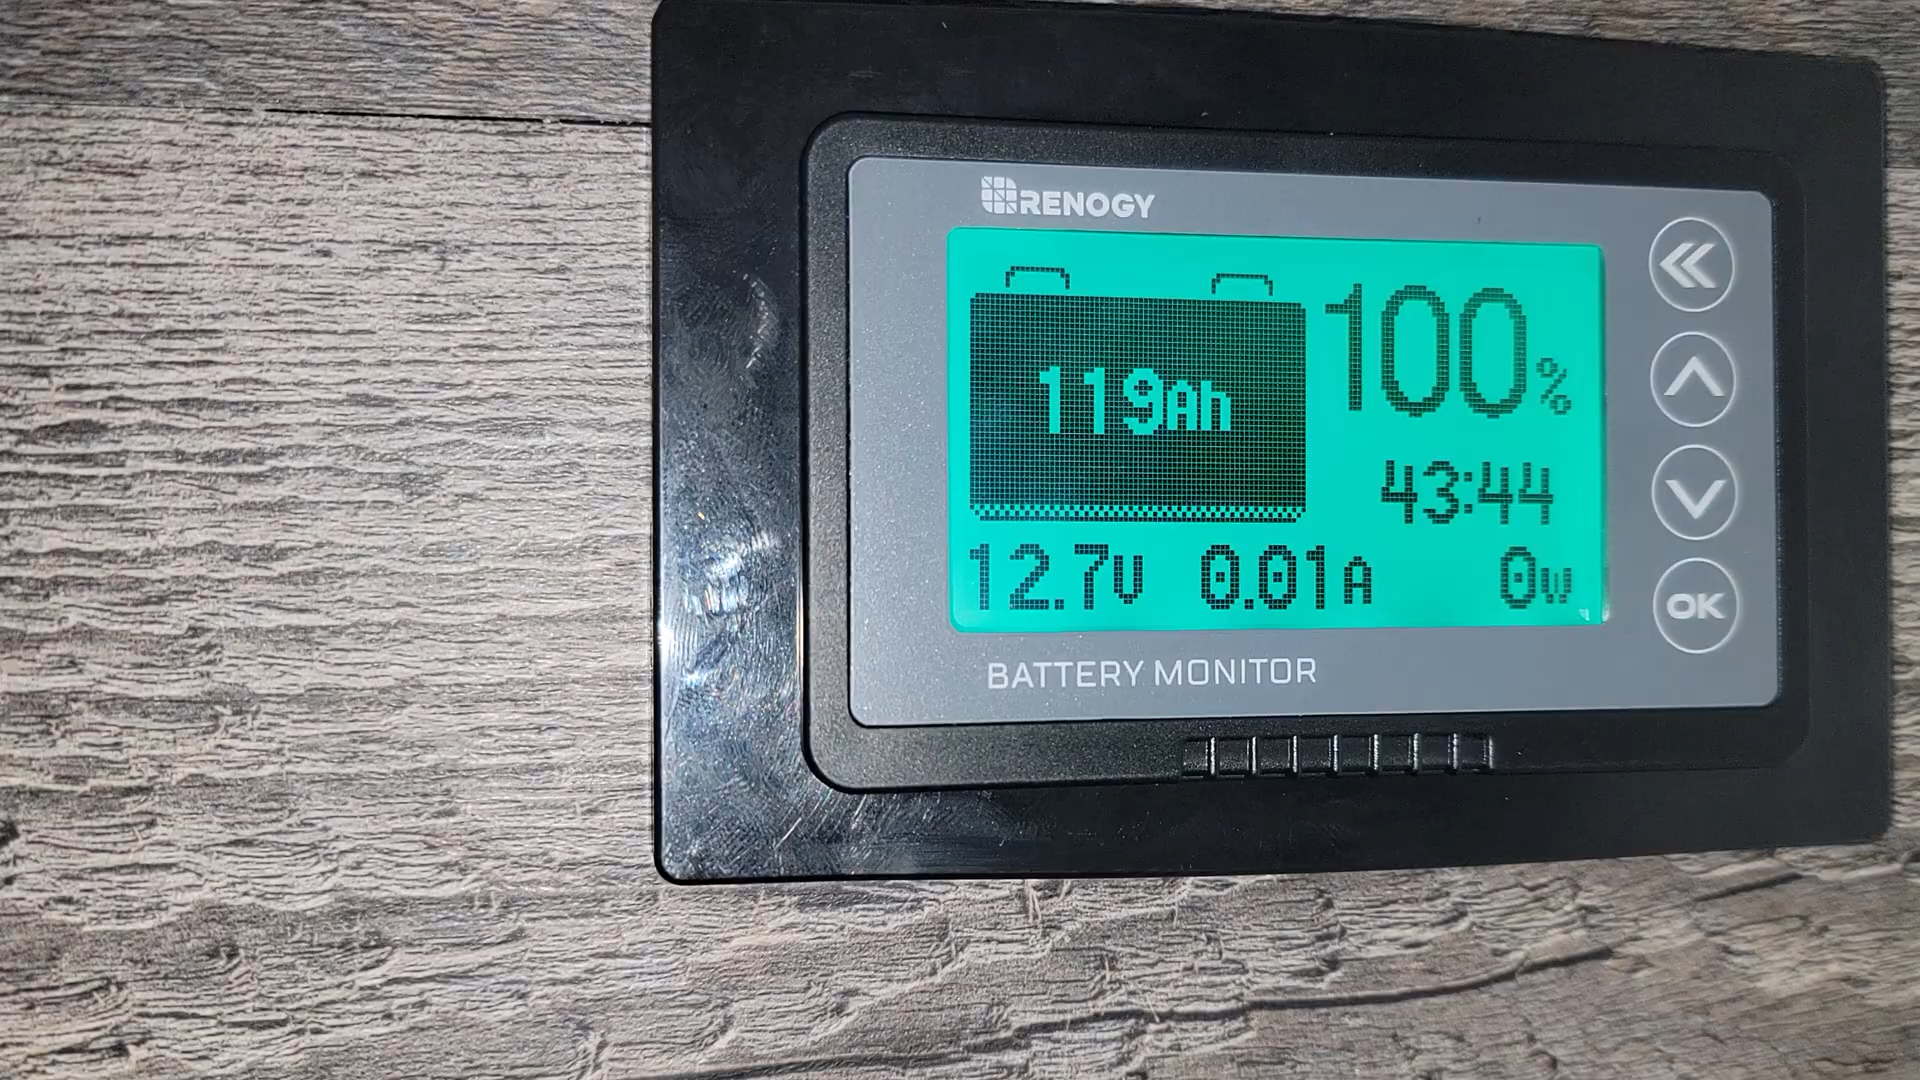 RENOGY
119Ah
100%
43:44
12.7V 0.01A 0W
OK
BATTERY MONITOR